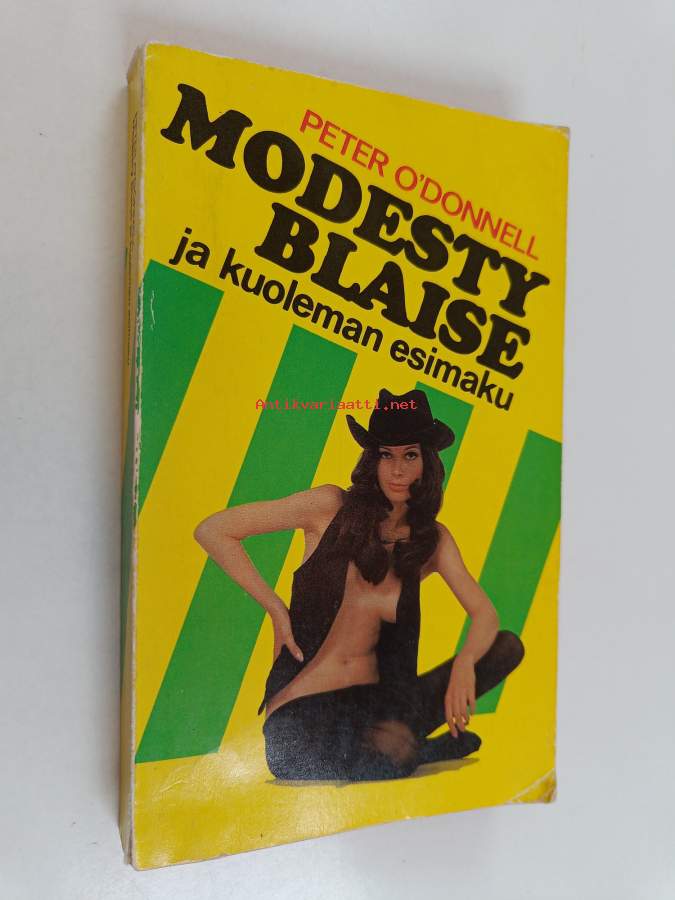 PETER O'DONNELL
MODESTY
BLAISE
ja kuoleman esimaku
Antikvariaatti.net